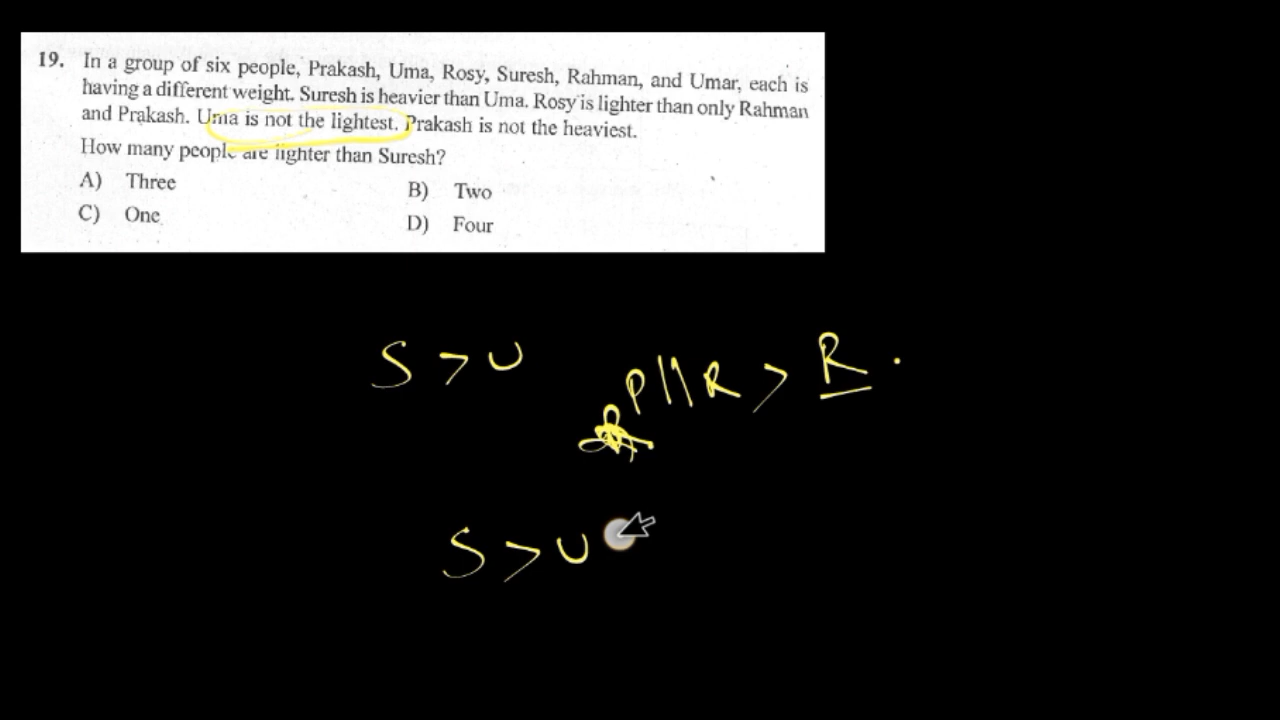 19. In a group of six people, Prakash, Uma, Rosy, Suresh, Rahman, and Umar, each is
having a different weight. Suresh is heavier than Uma. Rosy is lighter than only Rahman
and Prakash. Uma is not the lightest. Prakash is not the heaviest.
How many people are lighter than Suresh?
A) Three B) Two
C) One D) Four
S > U P || R > R .
S > U